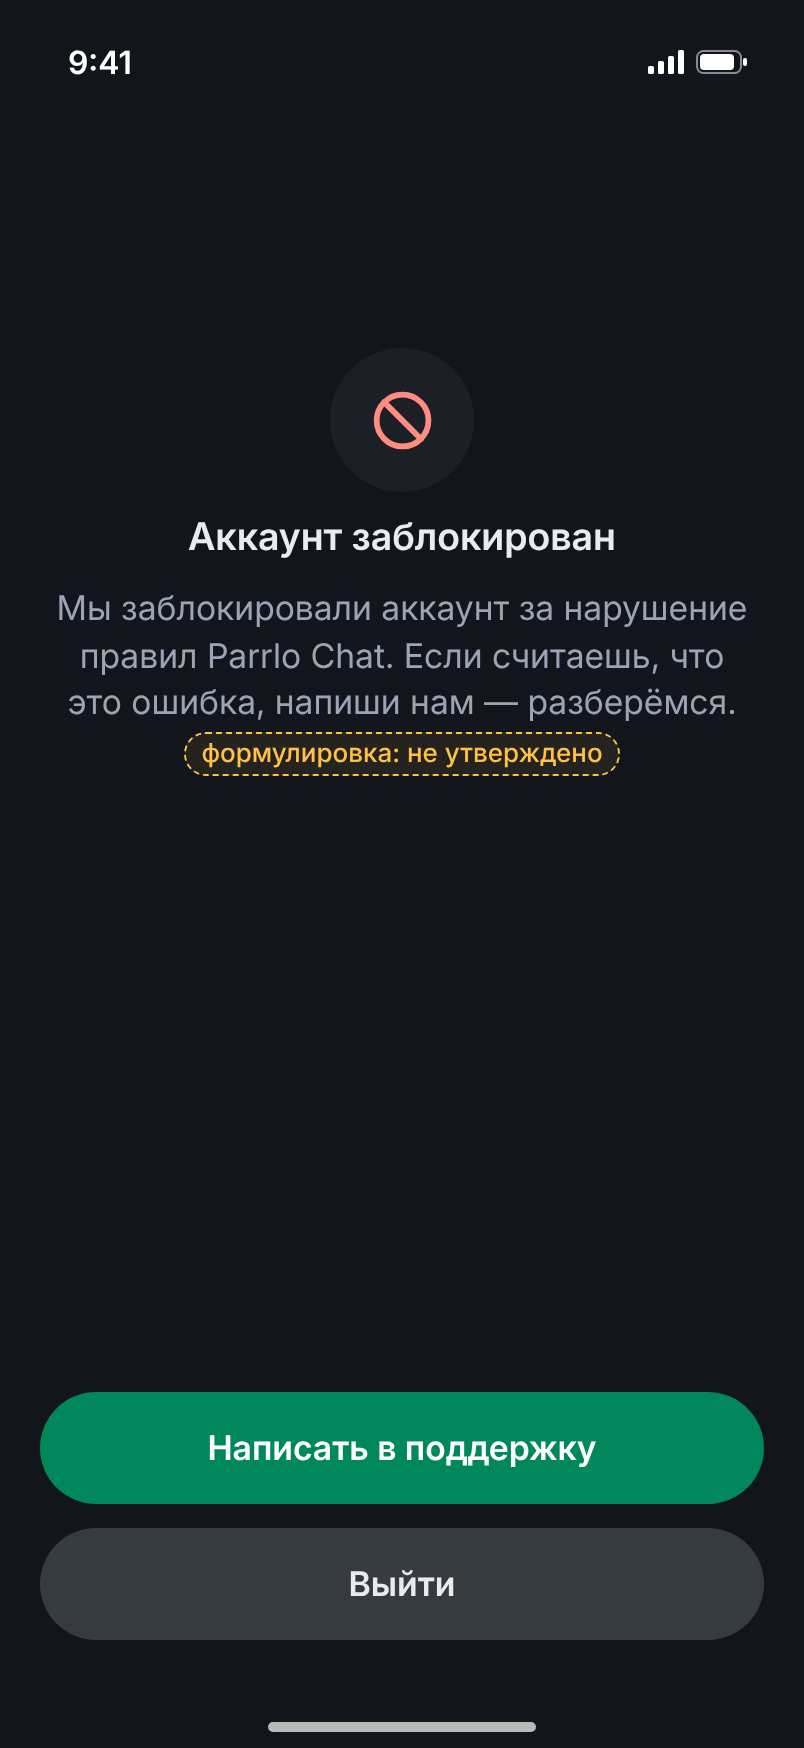 9:41
Аккаунт заблокирован
Мы заблокировали аккаунт за нарушение
правил Parrlo Chat. Если считаешь, что
это ошибка, напиши нам — разберёмся.
формулировка: не утверждено
Написать в поддержку
Выйти